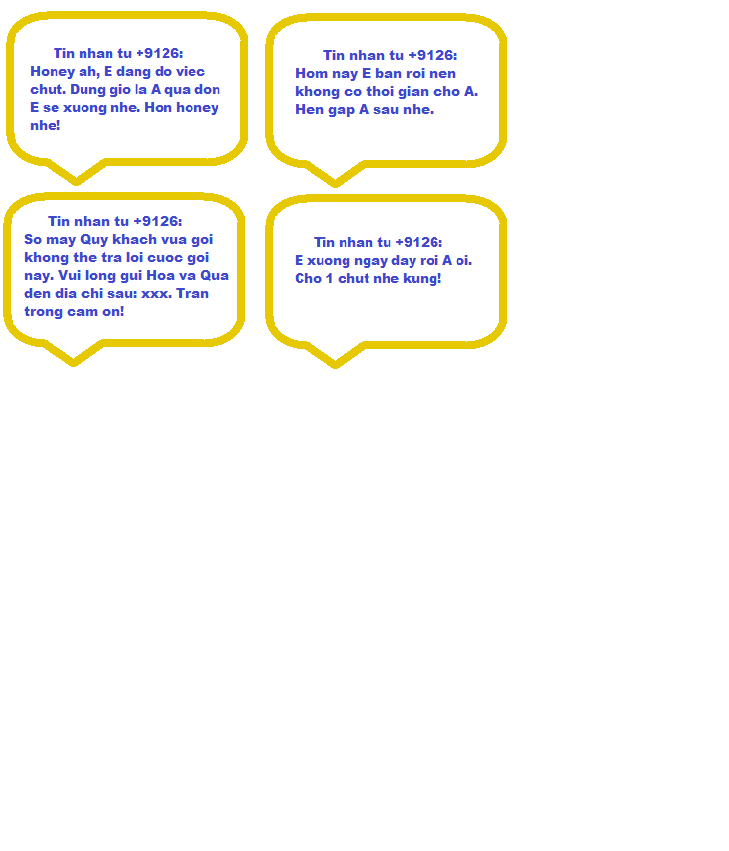 Tin nhan tu +9126:
Honey ah, E dang do viec
chut. Dung gio la A qua don
E se xuong nhe. Hon honey
nhe!
Tin nhan tu +9126:
Hom nay E ban roi nen
khong co thoi gian cho A.
Hen gap A sau nhe.
Tin nhan tu +9126:
So may Quy khach vua goi
khong the tra loi cuoc goi
nay. Vui long gui Hoa va Qua
den dia chi sau: xxx. Tran
trong cam on!
Tin nhan tu +9126:
E xuong ngay day roi A oi.
Cho 1 chut nhe kung!